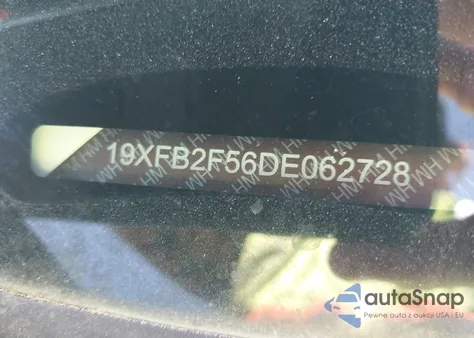 19XFB2F56DE062728
autaSnap
Pewne auta z aukcji USA i EU